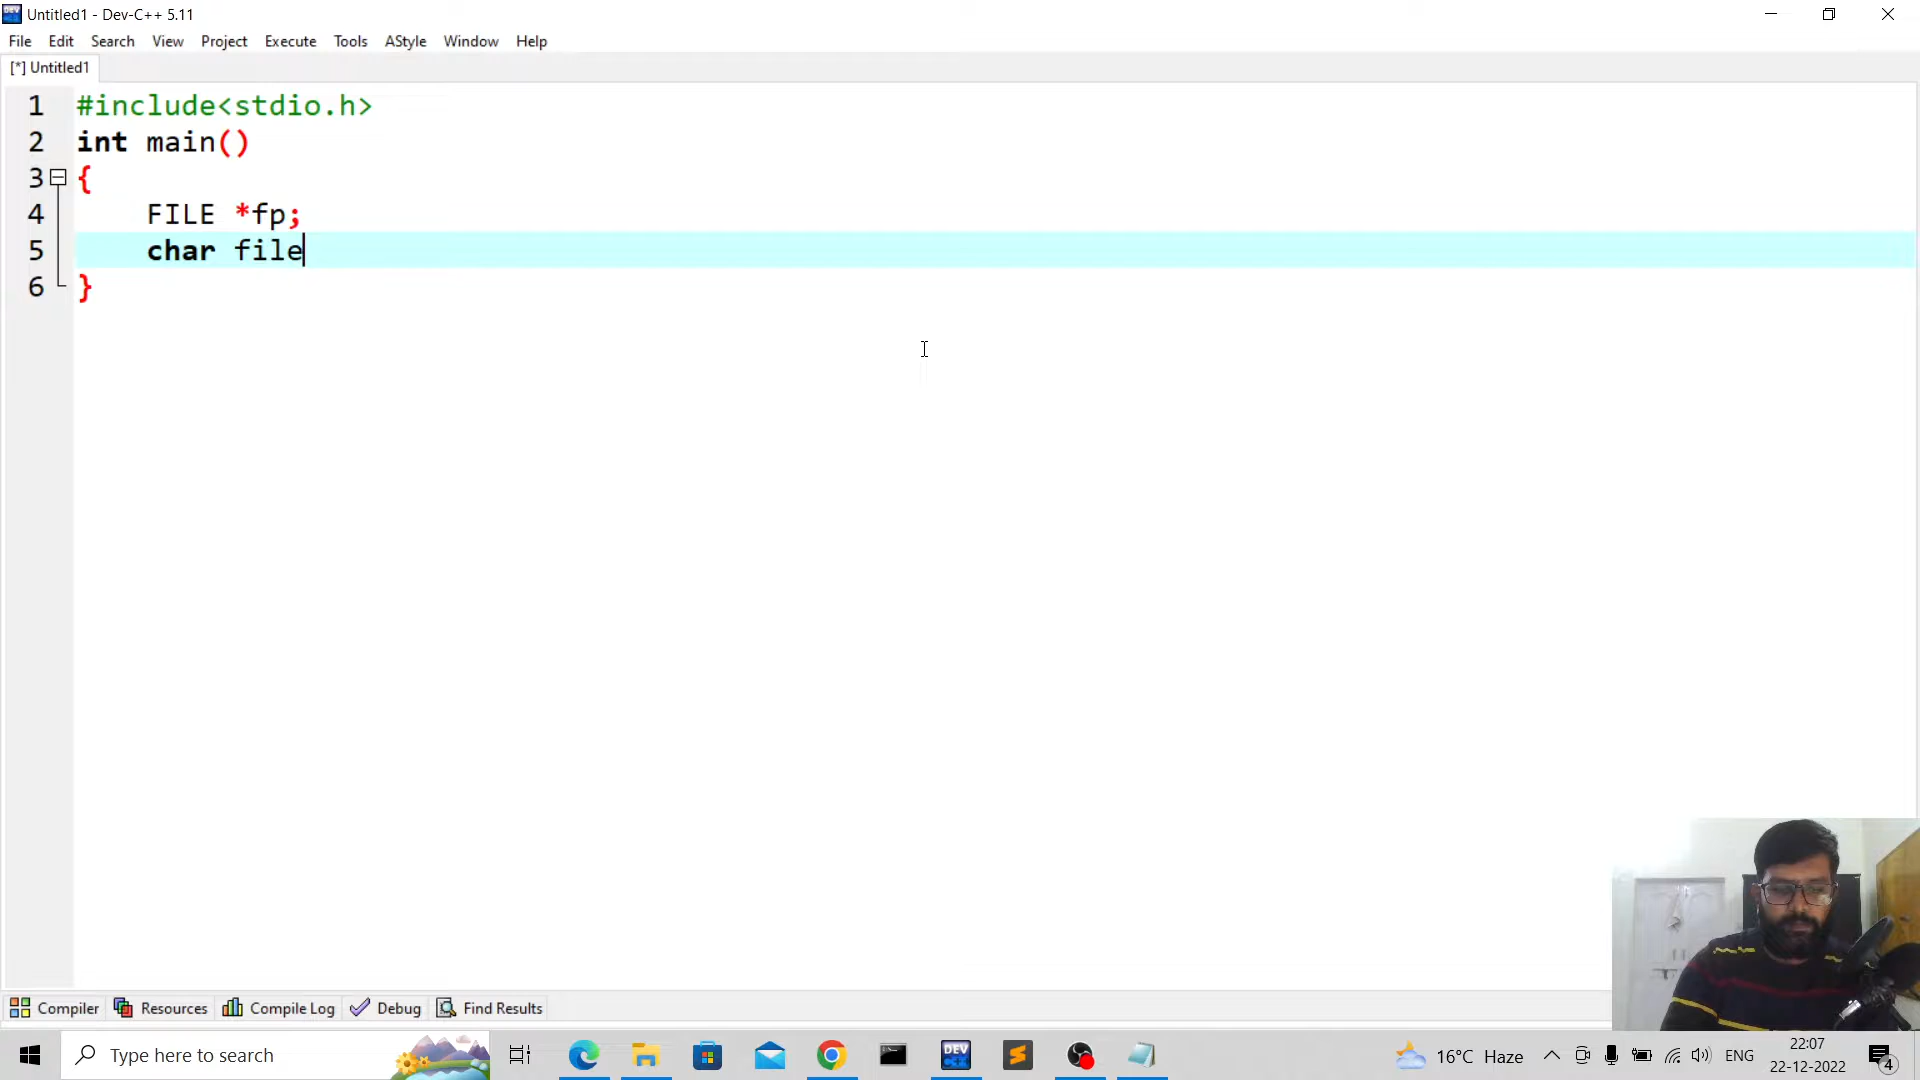 Untitled1 - Dev-C++ 5.11
File Edit Search View Project Execute Tools AStyle Window Help
[*] Untitled1
1 #include<stdio.h>
2 int main()
3 {
4 FILE *fp;
5 char file
6 }
Compiler Resources Compile Log Debug Find Results
Type here to search
DEV C++
16°C Haze
ENG
22:07
22-12-2022
4